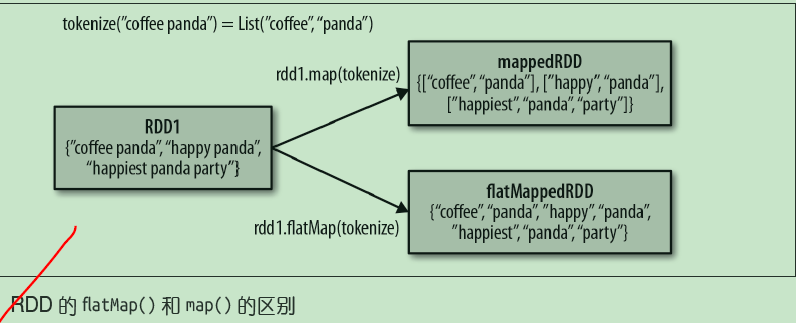 tokenize("coffee panda") = List("coffee", "panda")
rdd1.map(tokenize)
mappedRDD
{["coffee", "panda"], ["happy", "panda"],
["happiest", "panda", "party"]}
RDD1
{"coffee panda", "happy panda",
"happiest panda party"}
rdd1.flatMap(tokenize)
flatMappedRDD
{"coffee", "panda", "happy", "panda",
"happiest", "panda", "party"}
RDD 的 flatMap() 和 map() 的区别